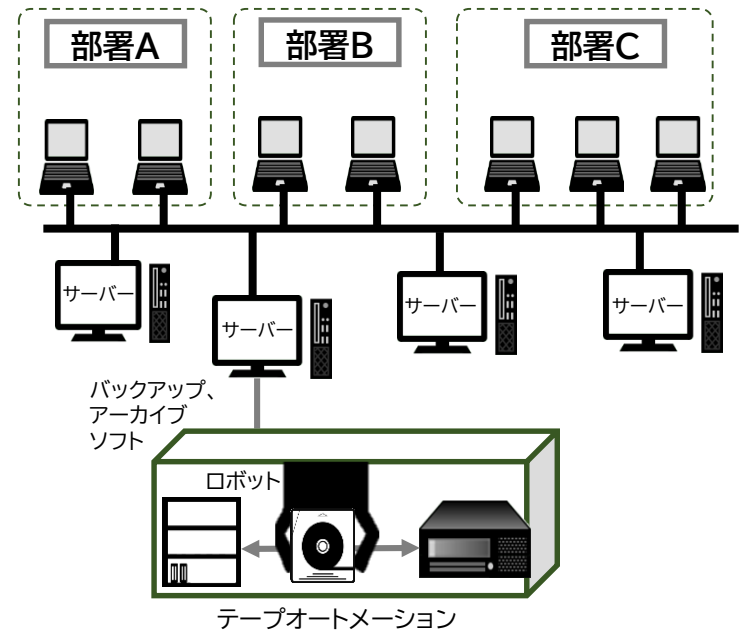 部署A
部署B
部署C
サーバー
サーバー
サーバー
サーバー
バックアップ、
アーカイブ
ソフト
ロボット
テープオートメーション